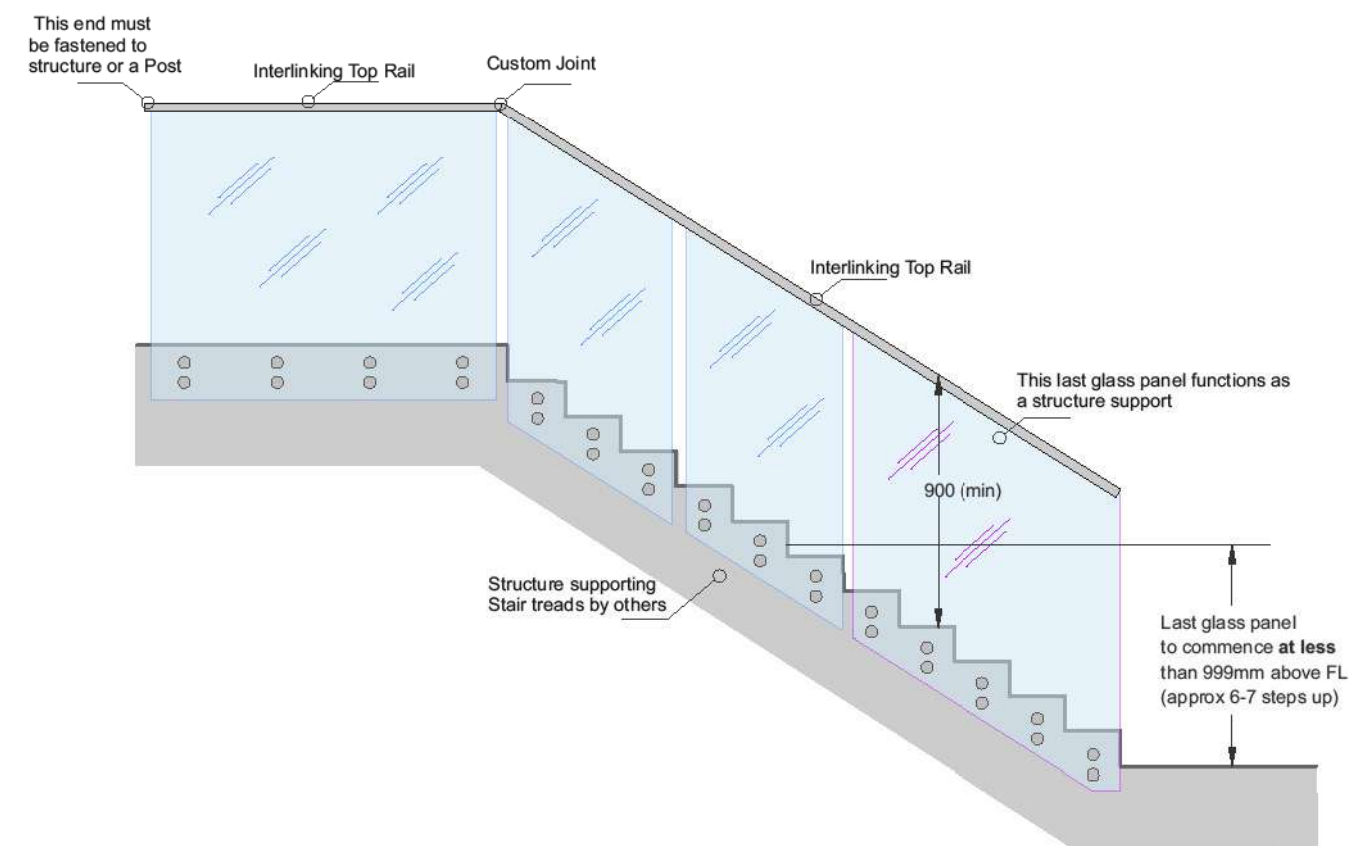 This end must
be fastened to
structure or a Post
Interlinking Top Rail
Custom Joint
Interlinking Top Rail
This last glass panel functions as
a structure support
900 (min)
Structure supporting
Stair treads by others
Last glass panel
to commence at less
than 999mm above FL
(approx 6-7 steps up)